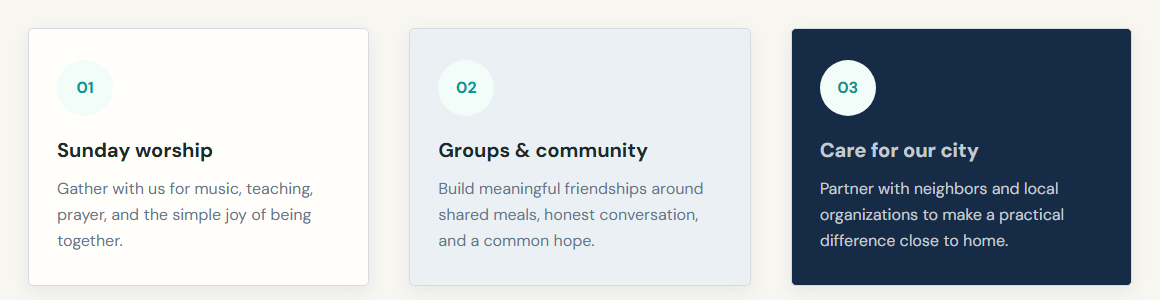 01
Sunday worship
Gather with us for music, teaching,
prayer, and the simple joy of being
together.
02
Groups & community
Build meaningful friendships around
shared meals, honest conversation,
and a common hope.
03
Care for our city
Partner with neighbors and local
organizations to make a practical
difference close to home.